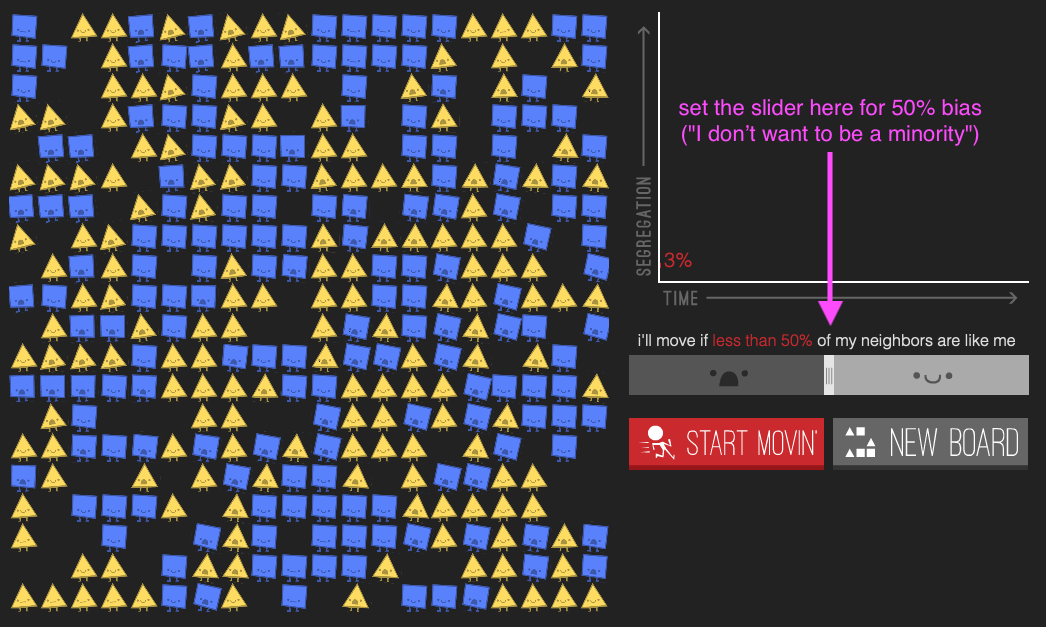 set the slider here for 50% bias
("I don't want to be a minority")
SEGREGATION
3%
TIME
i'll move if less than 50% of my neighbors are like me
START MOVIN'
NEW BOARD